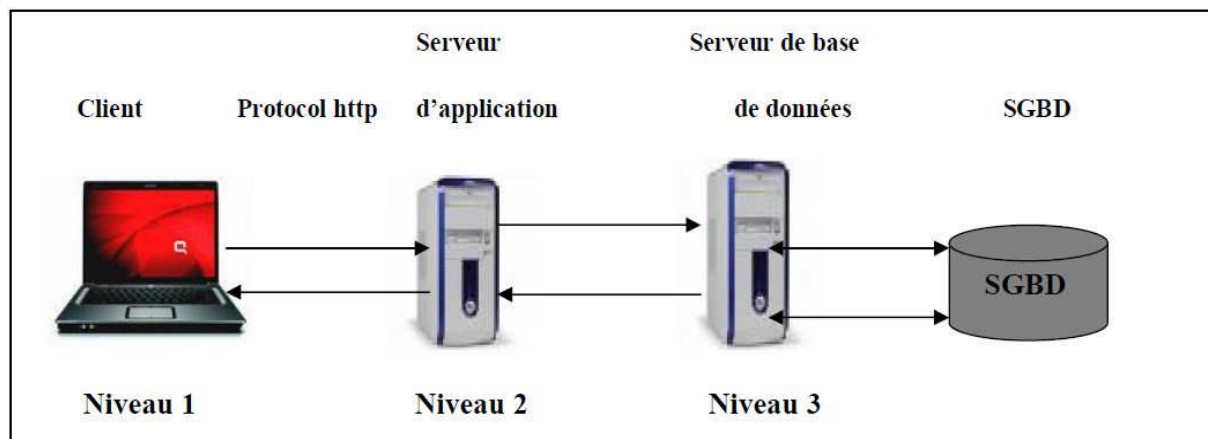 Serveur Serveur de base
Client Protocol http d’application de données SGBD
SGBD
Niveau 1 Niveau 2 Niveau 3